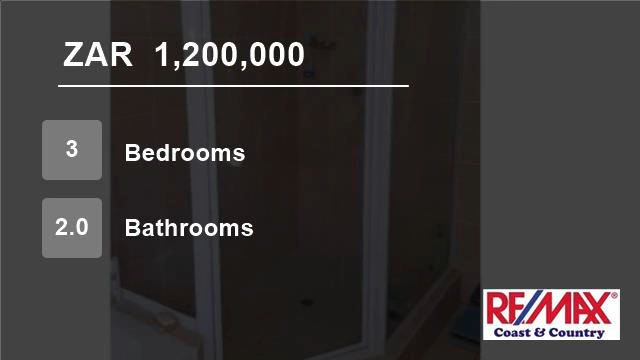 ZAR 1,200,000
3 Bedrooms
2.0 Bathrooms
RE/MAX®
Coast & Country